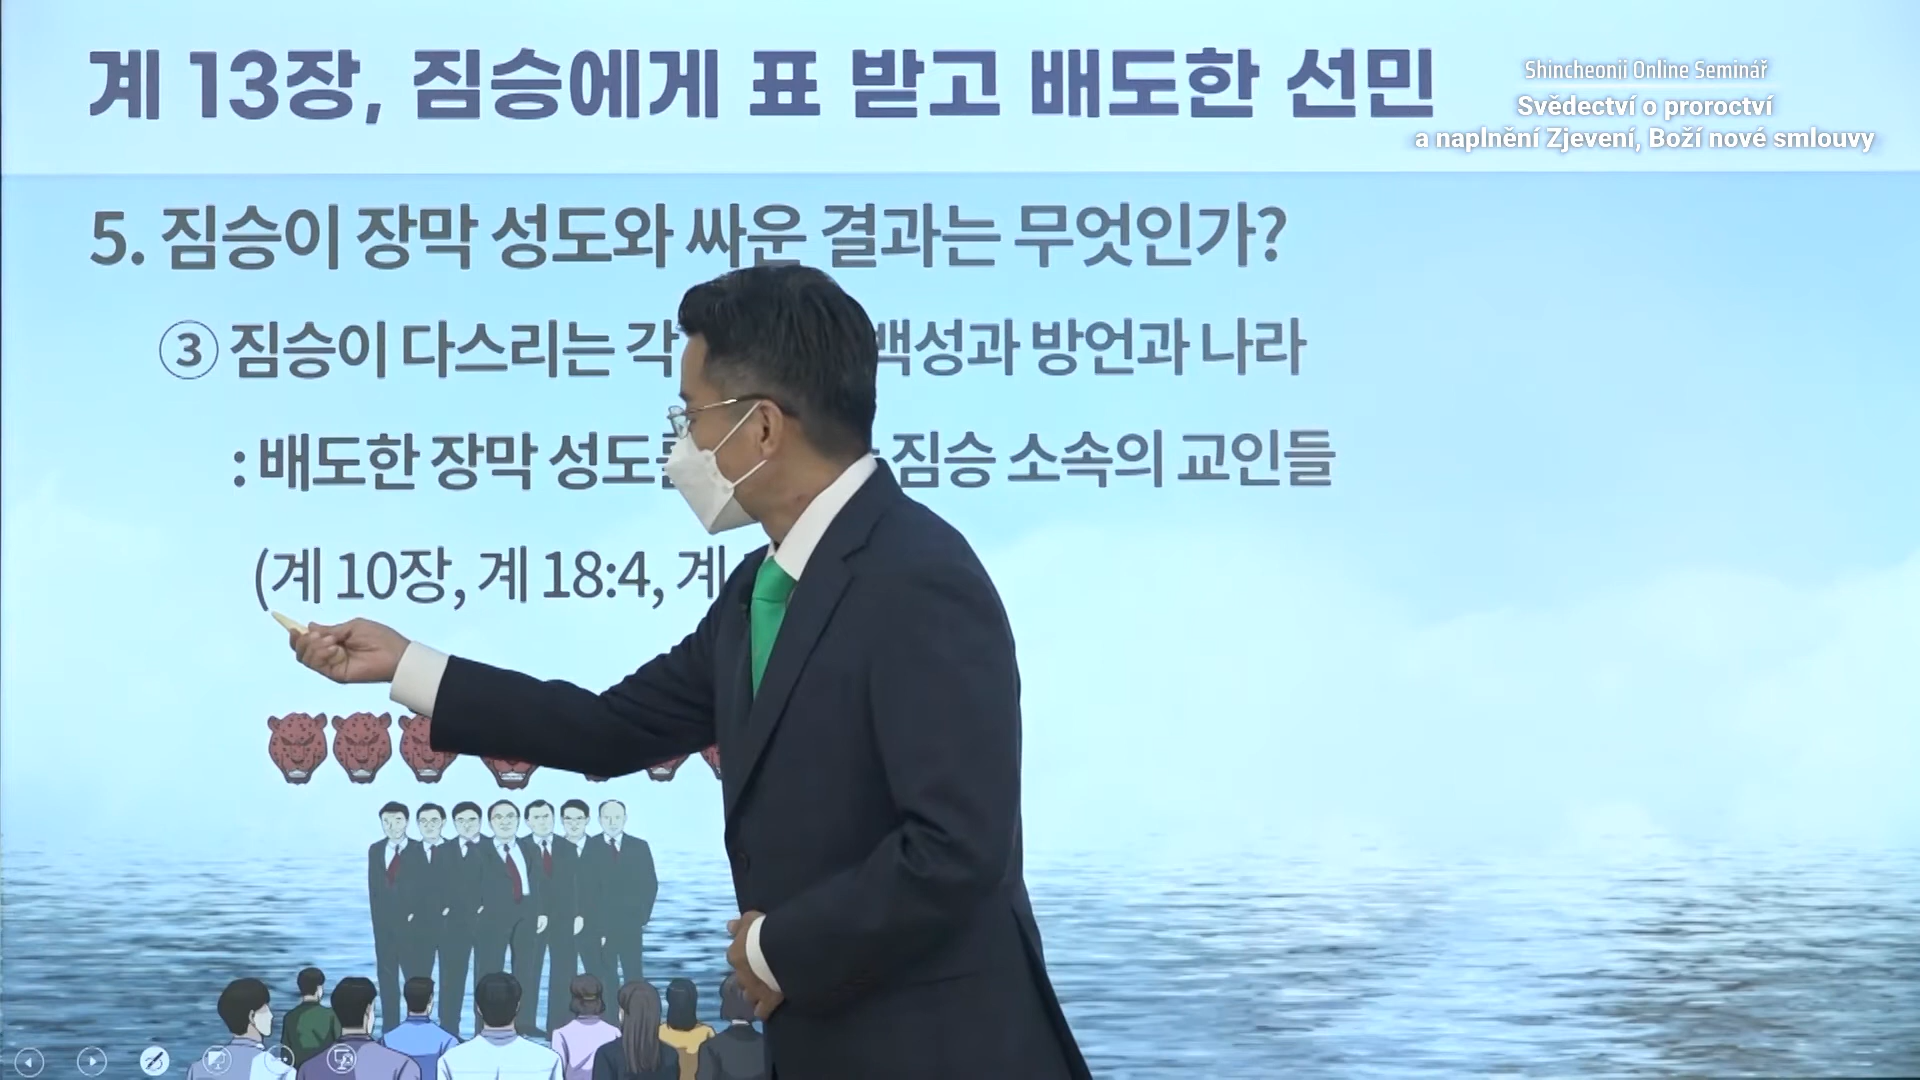 계 13장, 짐승에게 표 받고 배도한 선민
Shincheonji Online Seminář
Svědectví o proroctví
a naplnění Zjevení, Boží nové smlouvy
5. 짐승이 장막 성도와 싸운 결과는 무엇인가?
③ 짐승이 다스리는 각 백성과 방언과 나라
: 배도한 장막 성도를 짐승 소속의 교인들
(계 10장, 계 18:4, 계